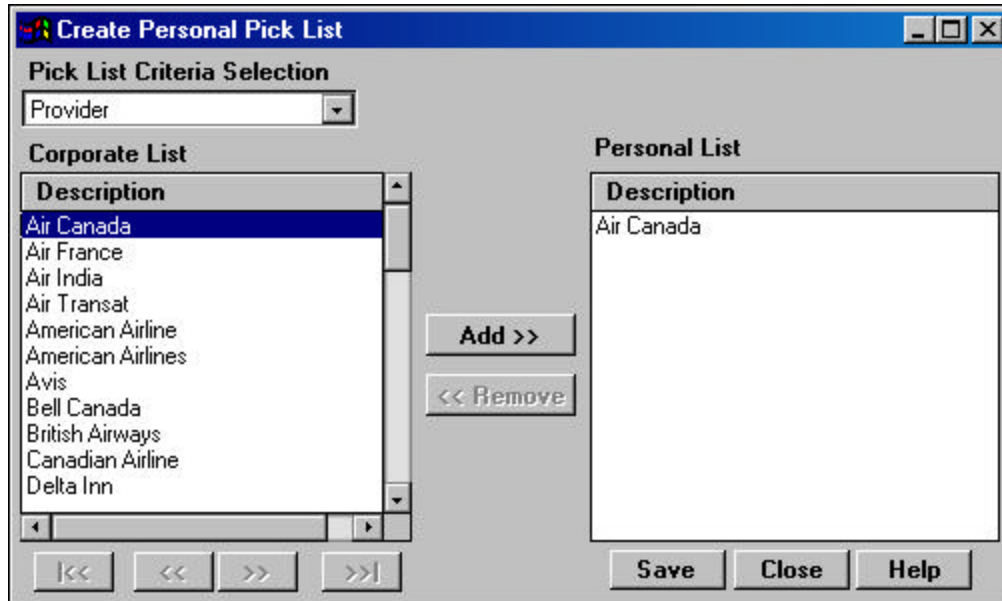 Create Personal Pick List
Pick List Criteria Selection
Provider
Corporate List
Description
Air Canada
Air France
Air India
Air Transat
American Airline
American Airlines
Avis
Bell Canada
British Airways
Canadian Airline
Delta Inn
|<<
<<
>>
>>|
Add >>
<< Remove
Personal List
Description
Air Canada
Save
Close
Help